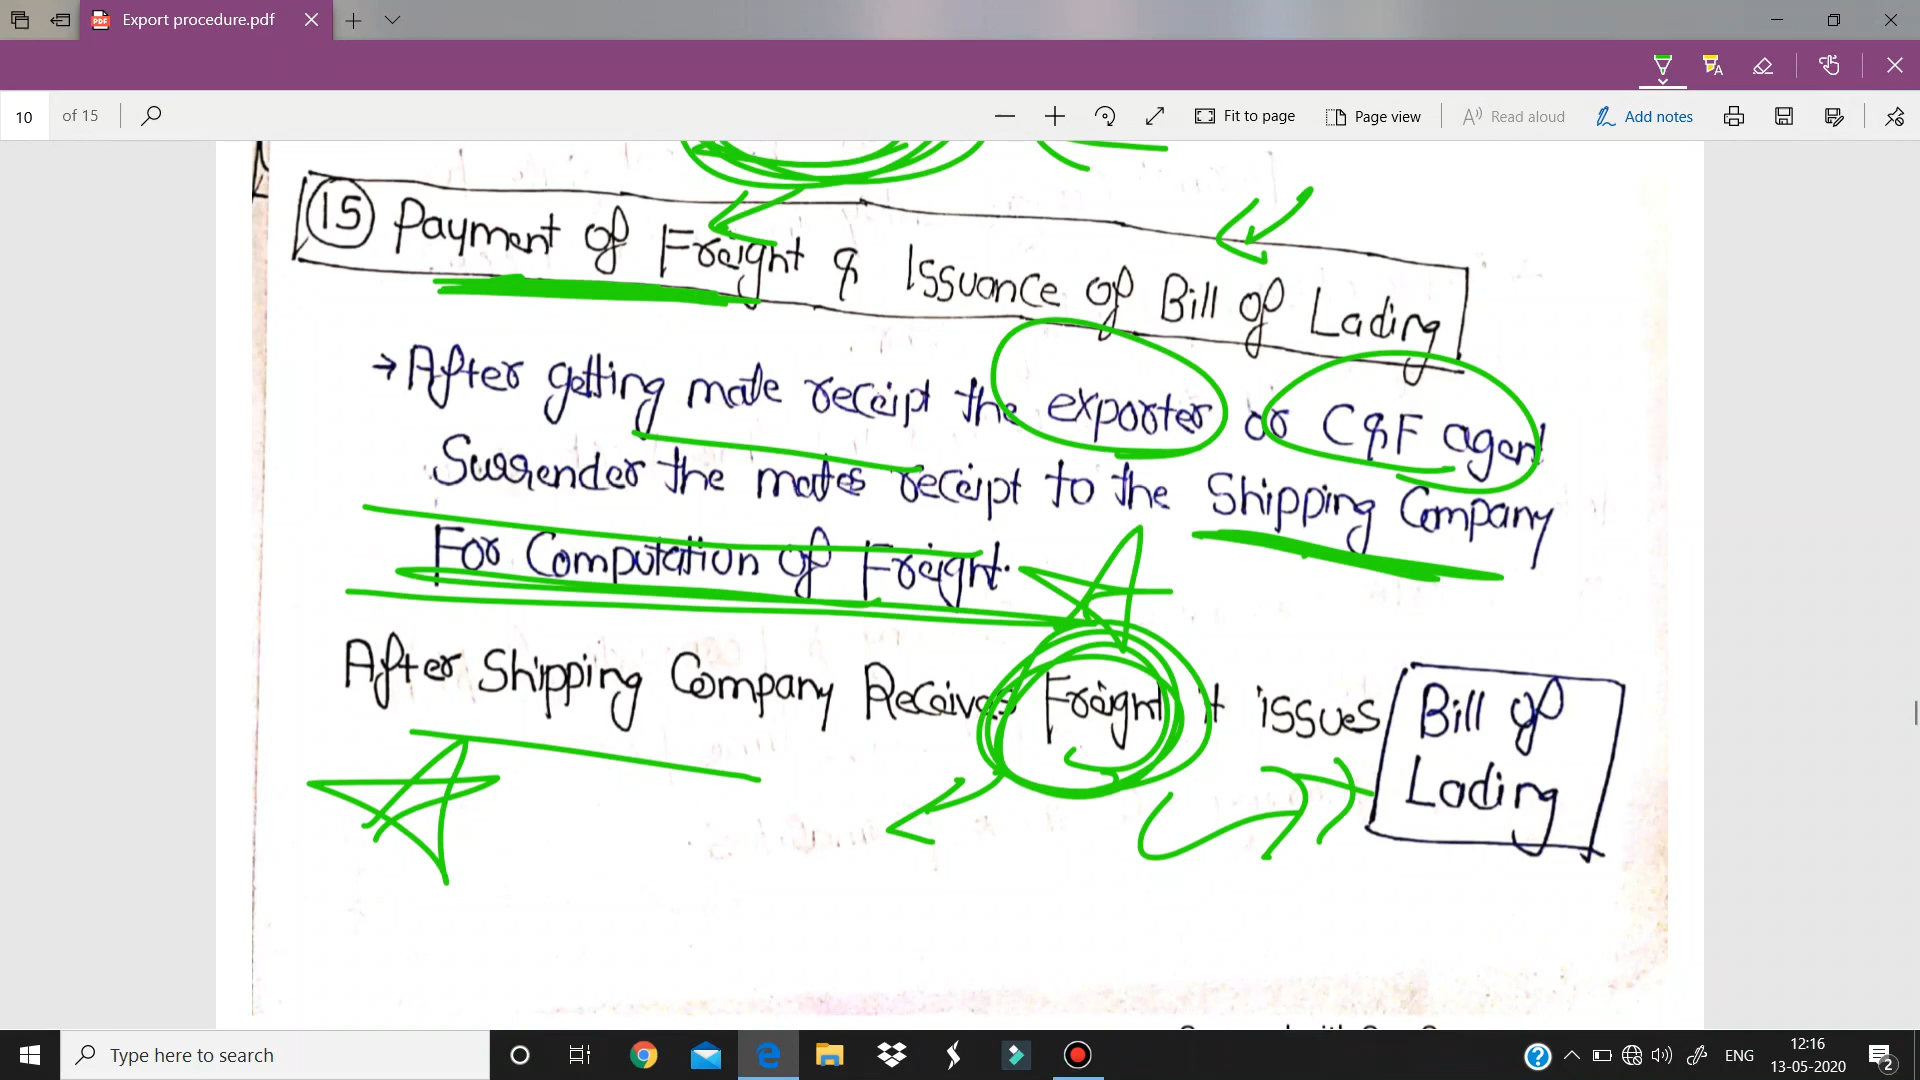 Export procedure.pdf
10 of 15
Fit to page
Page view
Read aloud
Add notes
15 Payment of Freight & Issuance of Bill of Lading
→ After getting mate receipt the exporter or C&F agent
Surrender the mates receipt to the Shipping Company
For Computation of Freight.
After Shipping Company Receives Freight it issues Bill of
Lading
Type here to search
ENG
12:16
13-05-2020
2